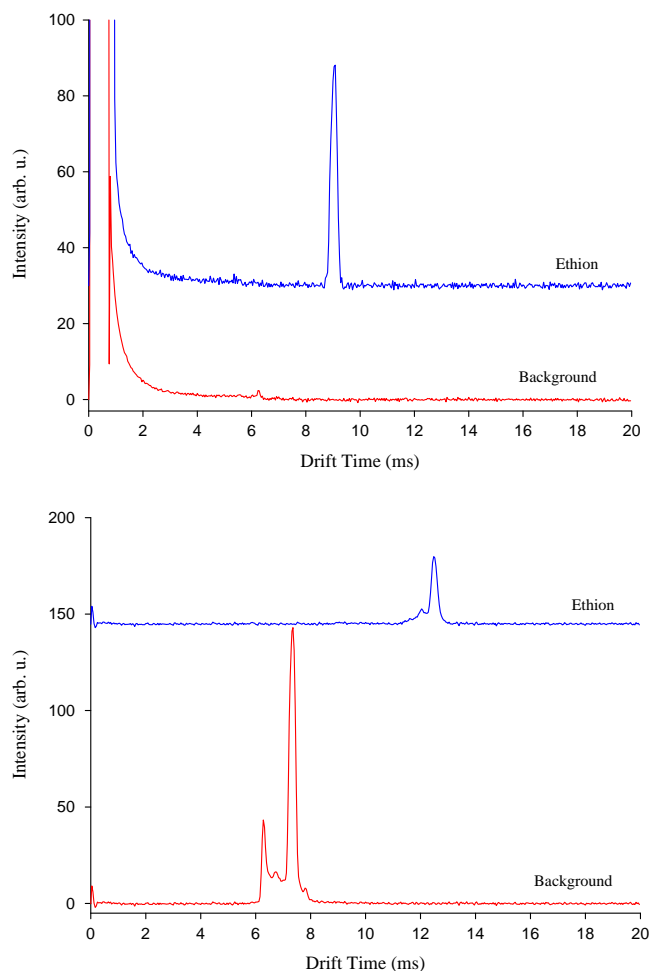 100
80
Intensity (arb. u.)
60
40
Ethion
20
Background
0
0 2 4 6 8 10 12 14 16 18 20
Drift Time (ms)
200
Ethion
150
Intensity (arb. u.)
100
50
Background
0
0 2 4 6 8 10 12 14 16 18 20
Drift Time (ms)